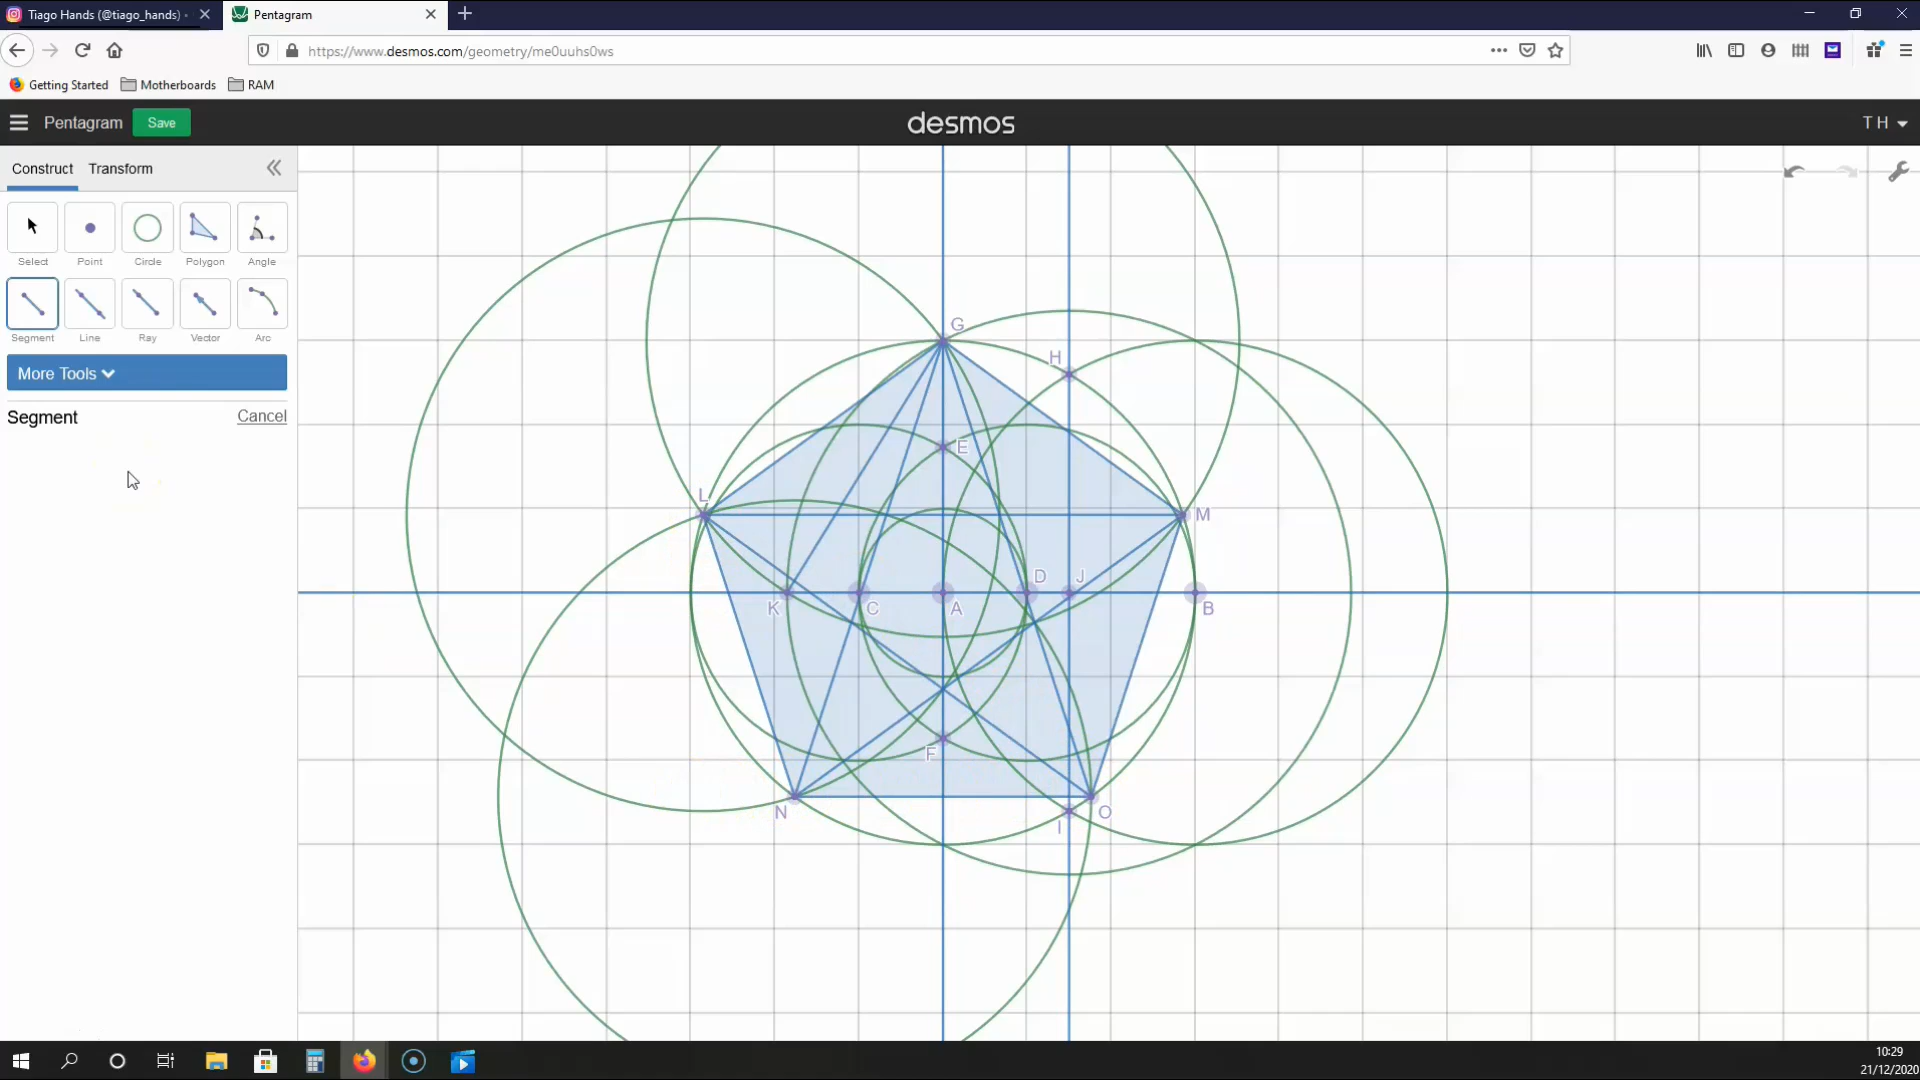 Tiago Hands (@tiago_hands) ·
Pentagram
https://www.desmos.com/geometry/me0uuhs0ws
Getting Started Motherboards RAM
Pentagram Save desmos T H
Construct Transform
Select Point Circle Polygon Angle
Segment Line Ray Vector Arc
More Tools
Segment Cancel
G
H
E
L
M
D J
K C A B
F
N O
I
10:29
21/12/2020